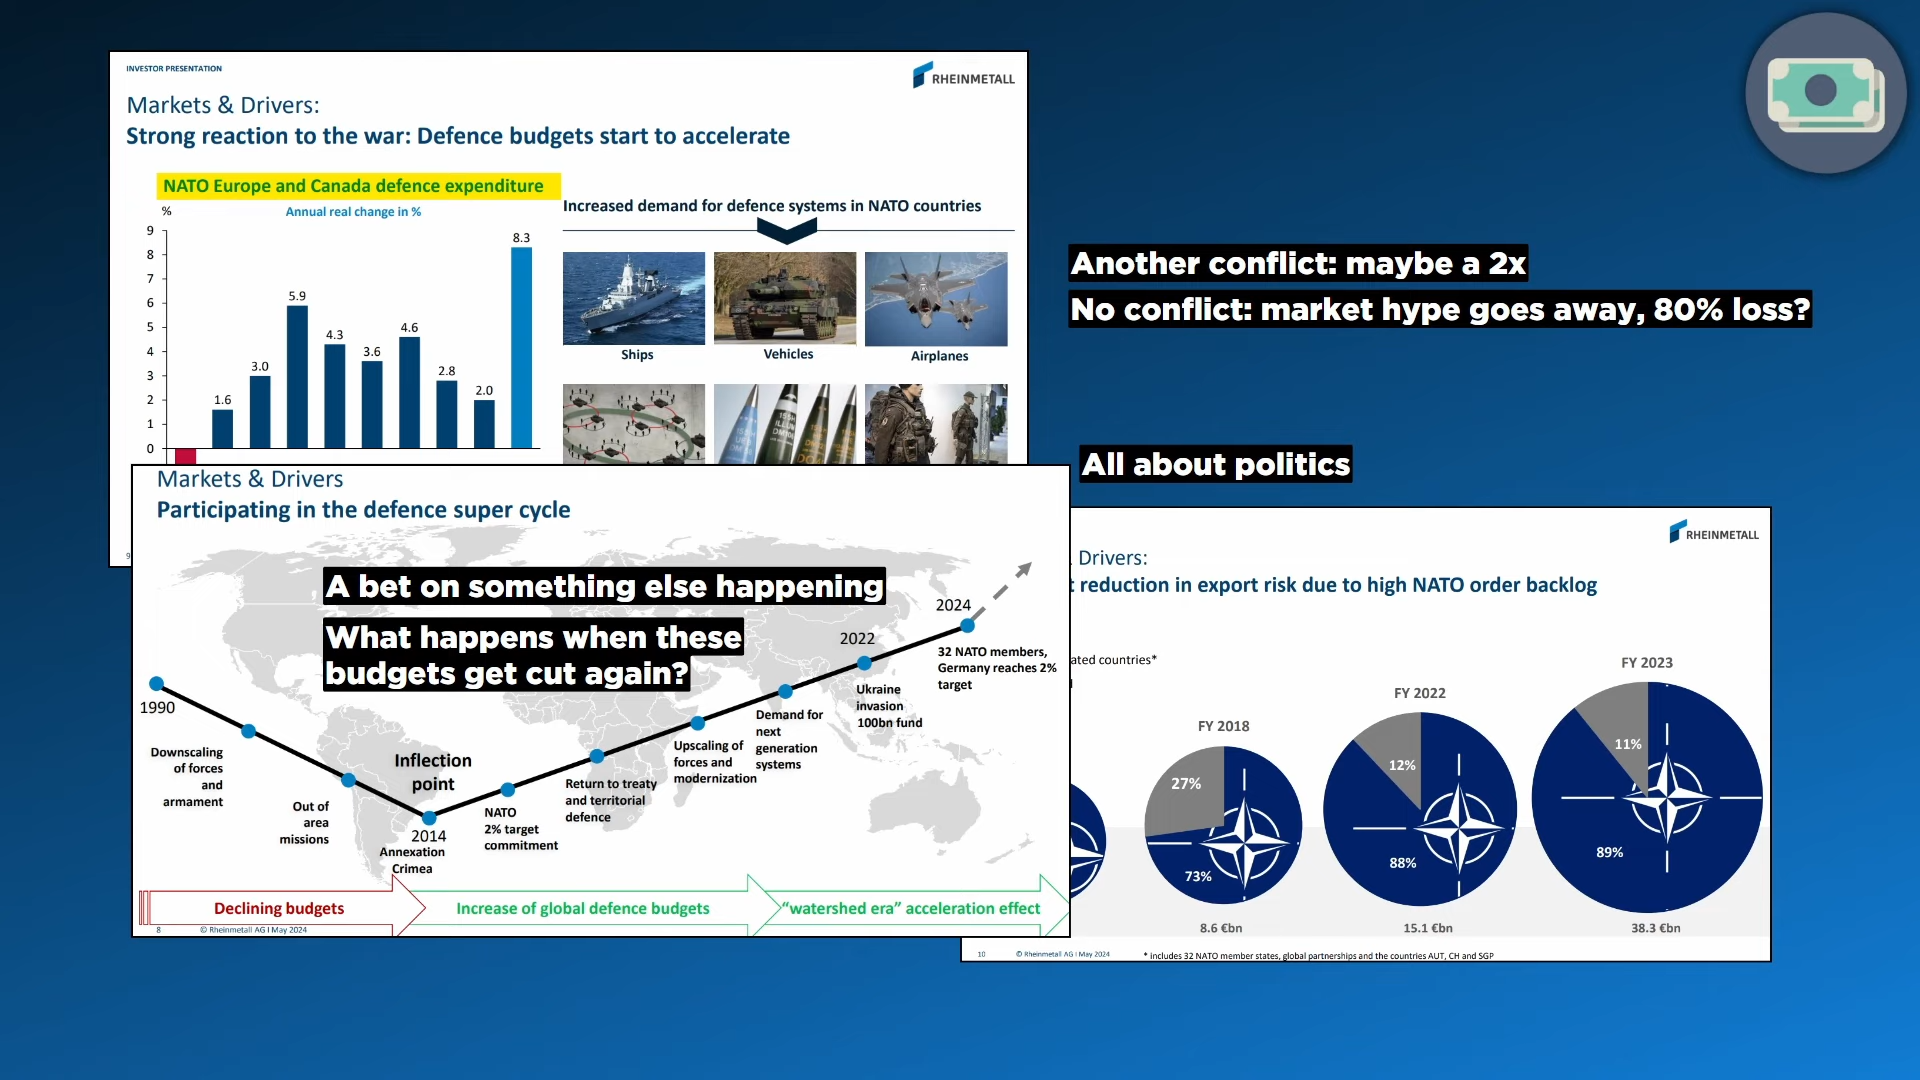 INVESTOR PRESENTATION
RHEINMETALL
Markets & Drivers:
Strong reaction to the war: Defence budgets start to accelerate
NATO Europe and Canada defence expenditure
%
Annual real change in %
9
8
7
6
5
4
3
2
1
0
1.6
3.0
5.9
4.3
3.6
4.6
2.8
2.0
8.3
Increased demand for defence systems in NATO countries
Ships
Vehicles
Airplanes
9
Another conflict: maybe a 2x
No conflict: market hype goes away, 80% loss?
All about politics
Markets & Drivers
Participating in the defence super cycle
A bet on something else happening
What happens when these
budgets get cut again?
1990
Downscaling
of forces
and
armament
Out of
area
missions
Inflection
point
2014
Annexation
Crimea
NATO
2% target
commitment
Return to treaty
and territorial
defence
Upscaling of
forces and
modernization
Demand for
next
generation
systems
2022
Ukraine
invasion
100bn fund
2024
32 NATO members,
Germany reaches 2%
target
Declining budgets
Increase of global defence budgets
“watershed era” acceleration effect
8
© Rheinmetall AG I May 2024
RHEINMETALL
Drivers:
reduction in export risk due to high NATO order backlog
ated countries*
FY 2018
27%
73%
8.6 €bn
FY 2022
12%
88%
15.1 €bn
FY 2023
11%
89%
38.3 €bn
10
© Rheinmetall AG I May 2024
* includes 32 NATO member states, global partnerships and the countries AUT, CH and SGP